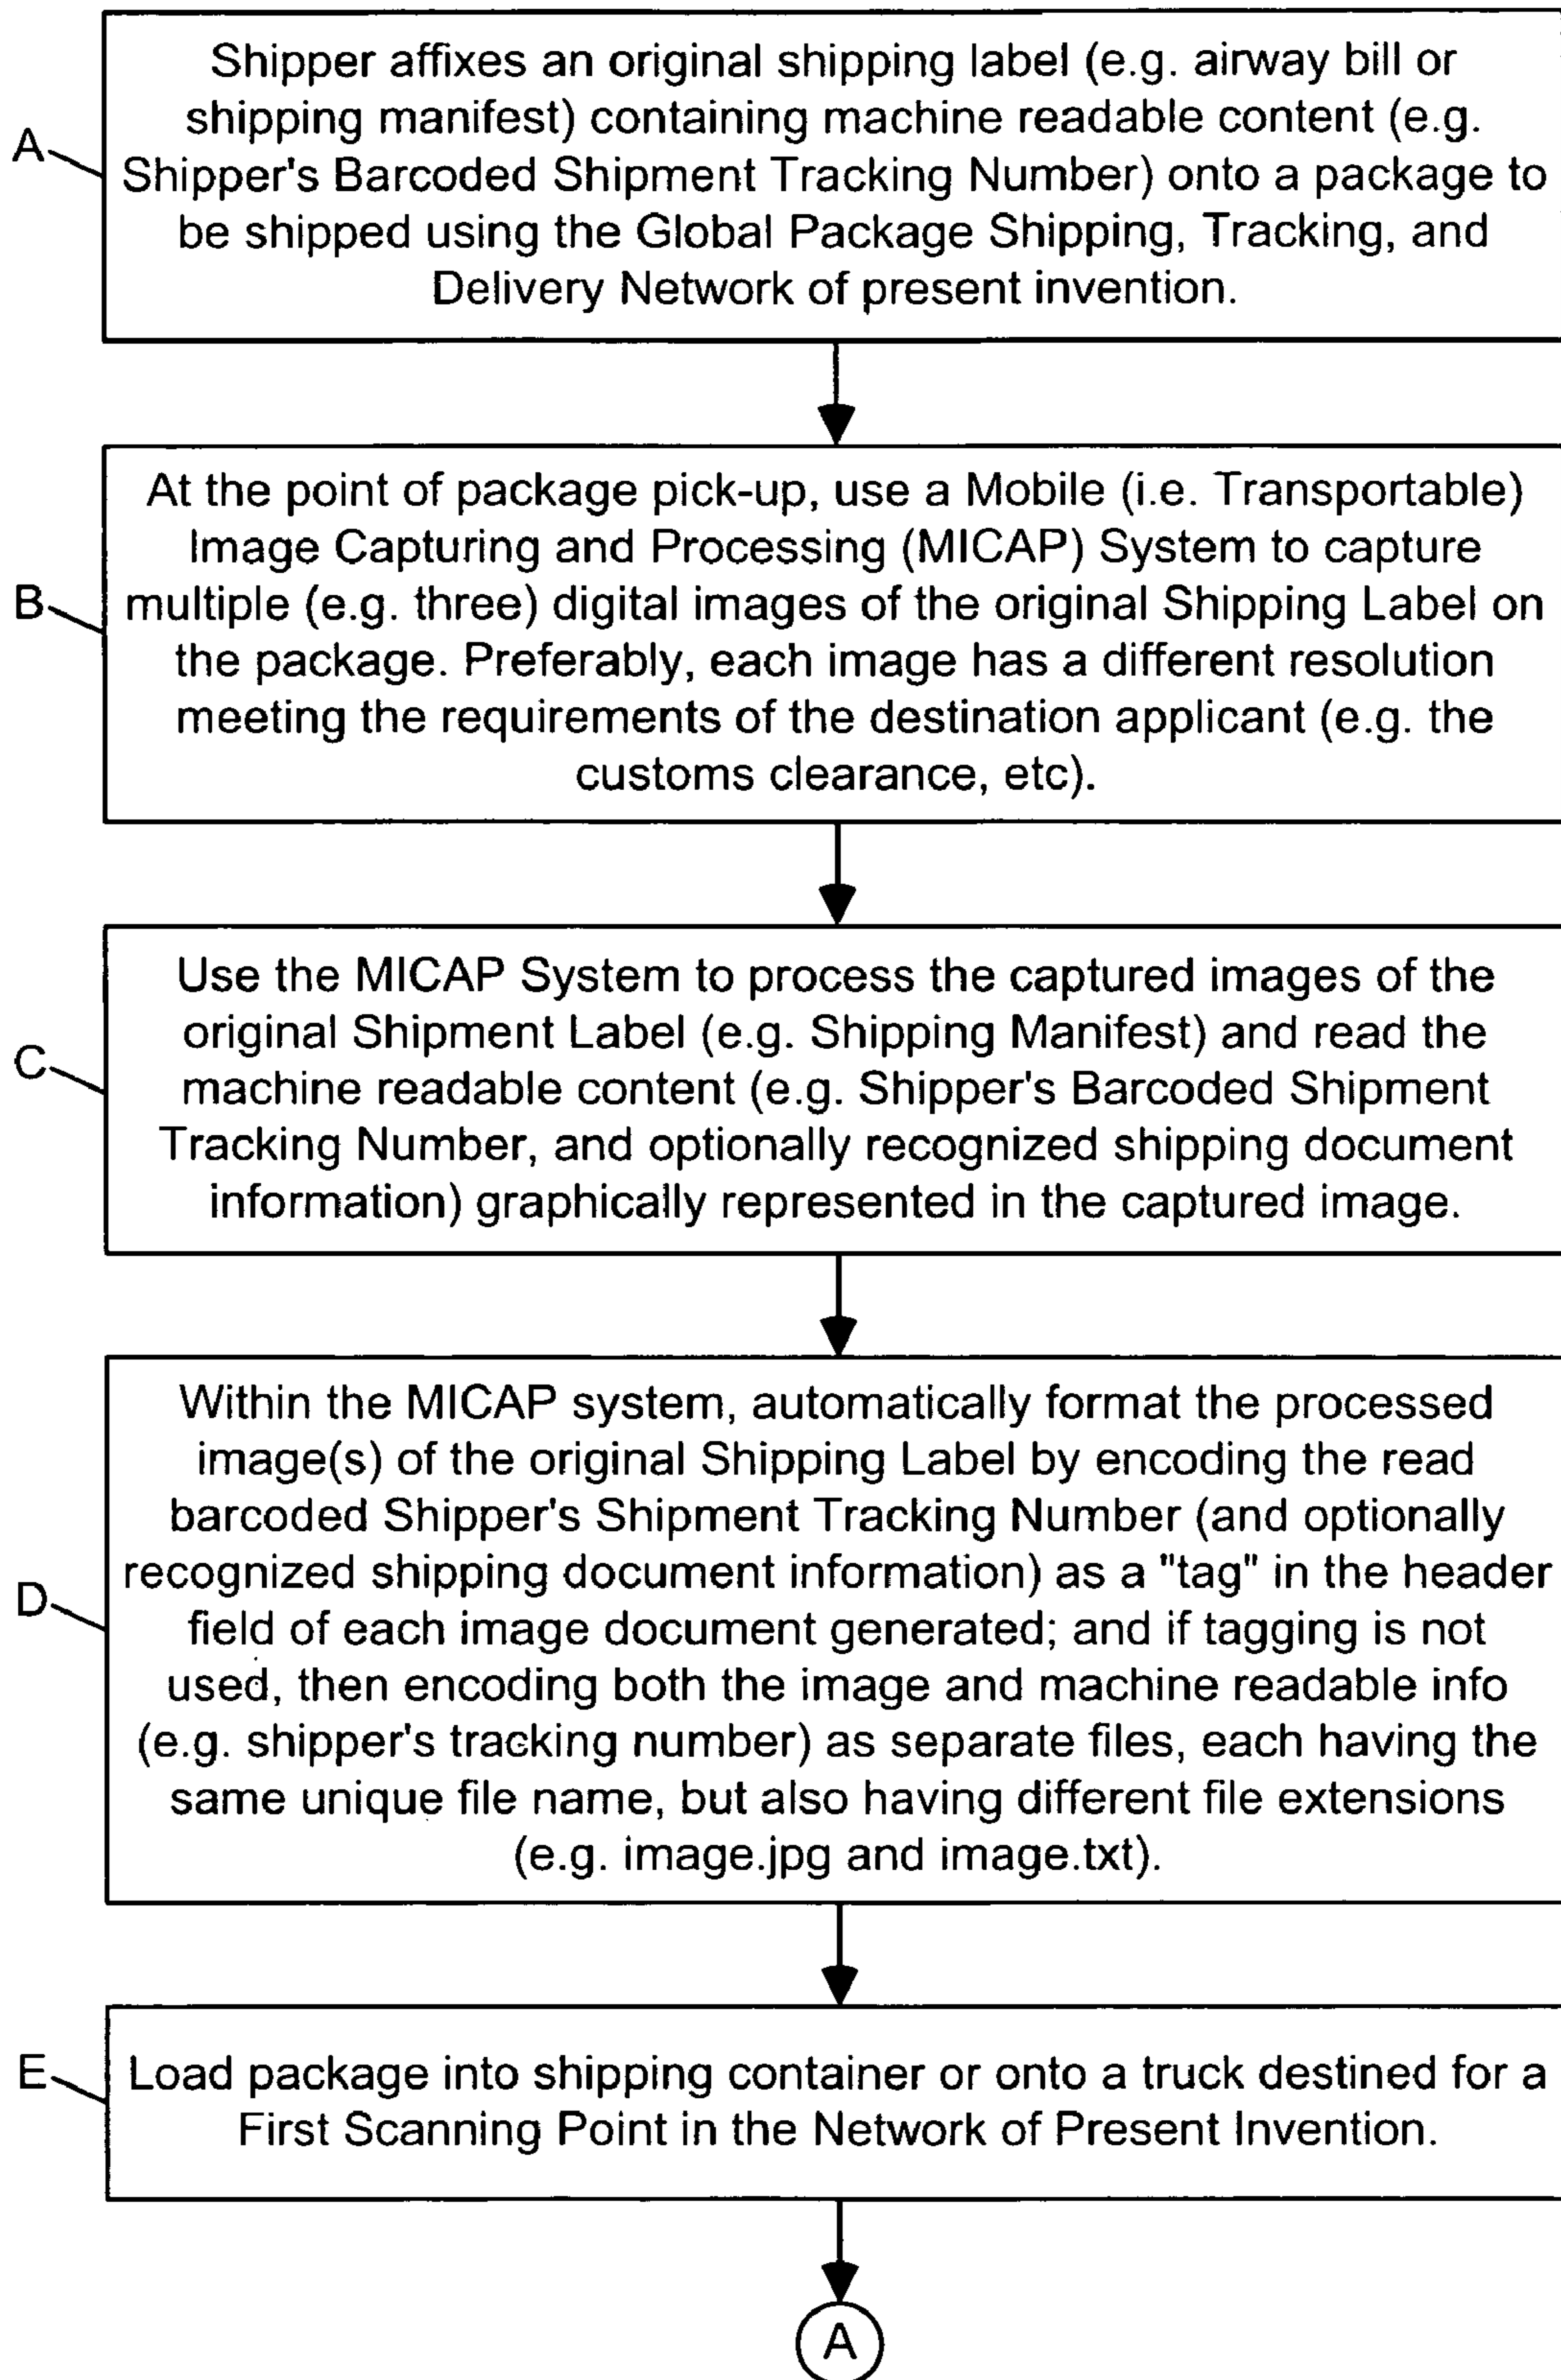 Shipper affixes an original shipping label (e.g. airway bill or
shipping manifest) containing machine readable content (e.g.
A
Shipper's Barcoded Shipment Tracking Number) onto a package to
be shipped using the Global Package Shipping, Tracking, and
Delivery Network of present invention.
At the point of package pick-up, use a Mobile (i.e. Transportable)
Image Capturing and Processing (MICAP) System to capture
B
multiple (e.g. three) digital images of the original Shipping Label on
the package. Preferably, each image has a different resolution
meeting the requirements of the destination applicant (e.g. the
customs clearance, etc).
Use the MICAP System to process the captured images of the
original Shipment Label (e.g. Shipping Manifest) and read the
C
machine readable content (e.g. Shipper's Barcoded Shipment
Tracking Number, and optionally recognized shipping document
information) graphically represented in the captured image.
Within the MICAP system, automatically format the processed
image(s) of the original Shipping Label by encoding the read
barcoded Shipper's Shipment Tracking Number (and optionally
recognized shipping document information) as a "tag" in the header
D
field of each image document generated; and if tagging is not
used, then encoding both the image and machine readable info
(e.g. shipper's tracking number) as separate files, each having the
same unique file name, but also having different file extensions
(e.g. image.jpg and image.txt).
E
Load package into shipping container or onto a truck destined for a
First Scanning Point in the Network of Present Invention.
A